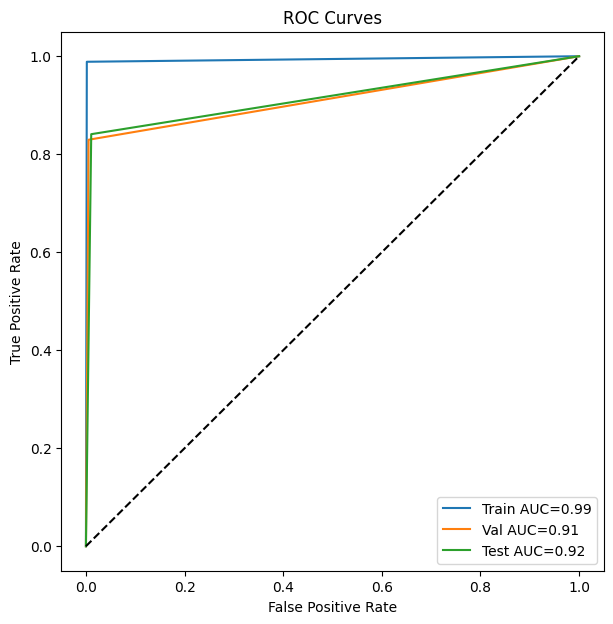 ROC Curves
True Positive Rate
1.0
0.8
0.6
0.4
0.2
0.0
0.0 0.2 0.4 0.6 0.8 1.0
False Positive Rate
Train AUC=0.99
Val AUC=0.91
Test AUC=0.92